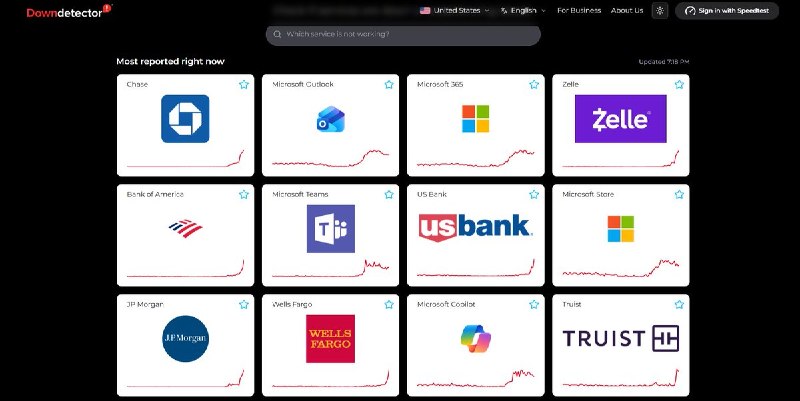 Downdetector
United States
English
For Business
About Us
Sign in with Speedtest
Which service is not working?
Most reported right now
Updated 7:18 PM
Chase
Microsoft Outlook
Microsoft 365
Zelle
Zelle
Bank of America
Microsoft Teams
US Bank
Microsoft Store
T
usbank
JP Morgan
Wells Fargo
Microsoft Copilot
Truist
J.P.Morgan
WELLS
FARGO
TRUIST